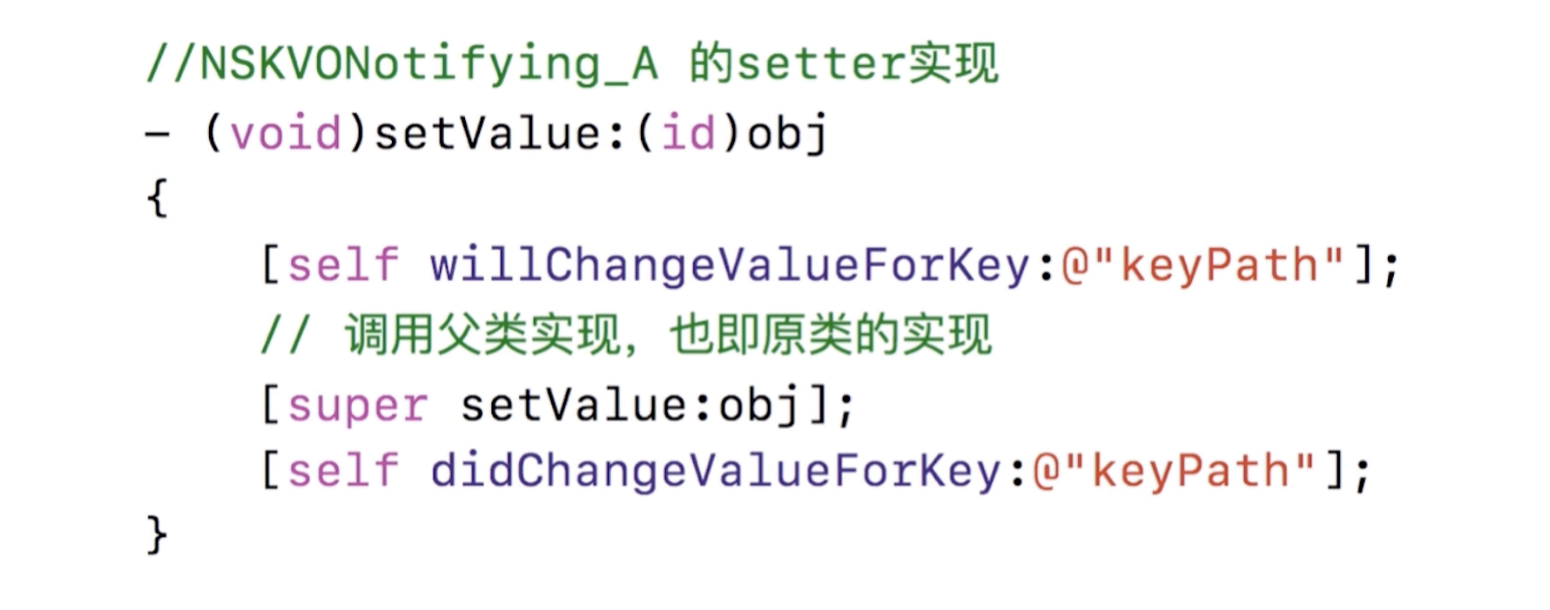 //NSKVONotifying_A 的setter实现
- (void)setValue:(id)obj
{
    [self willChangeValueForKey:@"keyPath"];
    // 调用父类实现，也即原类的实现
    [super setValue:obj];
    [self didChangeValueForKey:@"keyPath"];
}